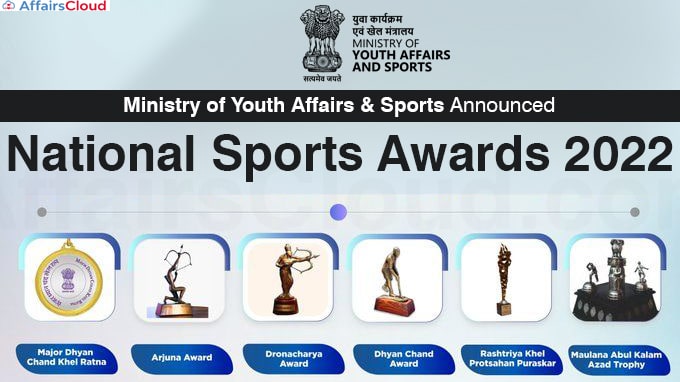 AffairsCloud
युवा कार्यक्रम
एवं खेल मंत्रालय
MINISTRY OF
YOUTH AFFAIRS
AND SPORTS
सत्यमेव जयते
Ministry of Youth Affairs & Sports Announced
National Sports Awards 2022
AffairsCloud.com
Major Dhyan
Chand Khel Ratna
Arjuna Award
Dronacharya
Award
Dhyan Chand
Award
Rashtriya Khel
Protsahan Puraskar
Maulana Abul Kalam
Azad Trophy